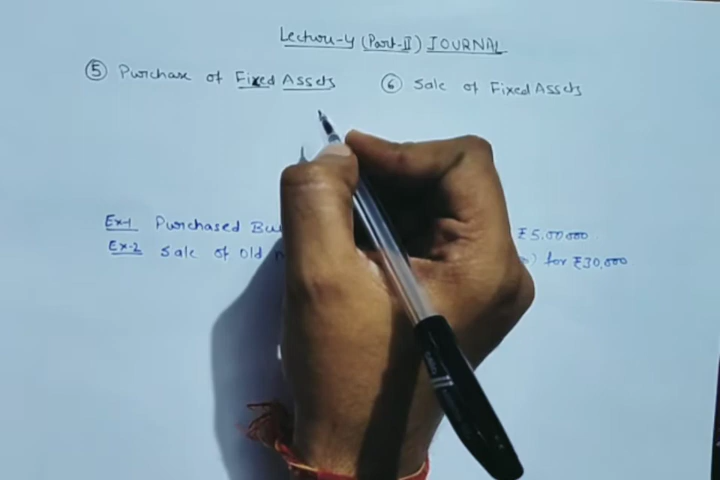 Lecture-4 (Part-II) JOURNAL
⑤ Purchase of Fixed Assets ⑥ Sale of Fixed Assets
Ex-1 Purchased ₹5,00,000
Ex-2 Sale of Old for ₹30,000